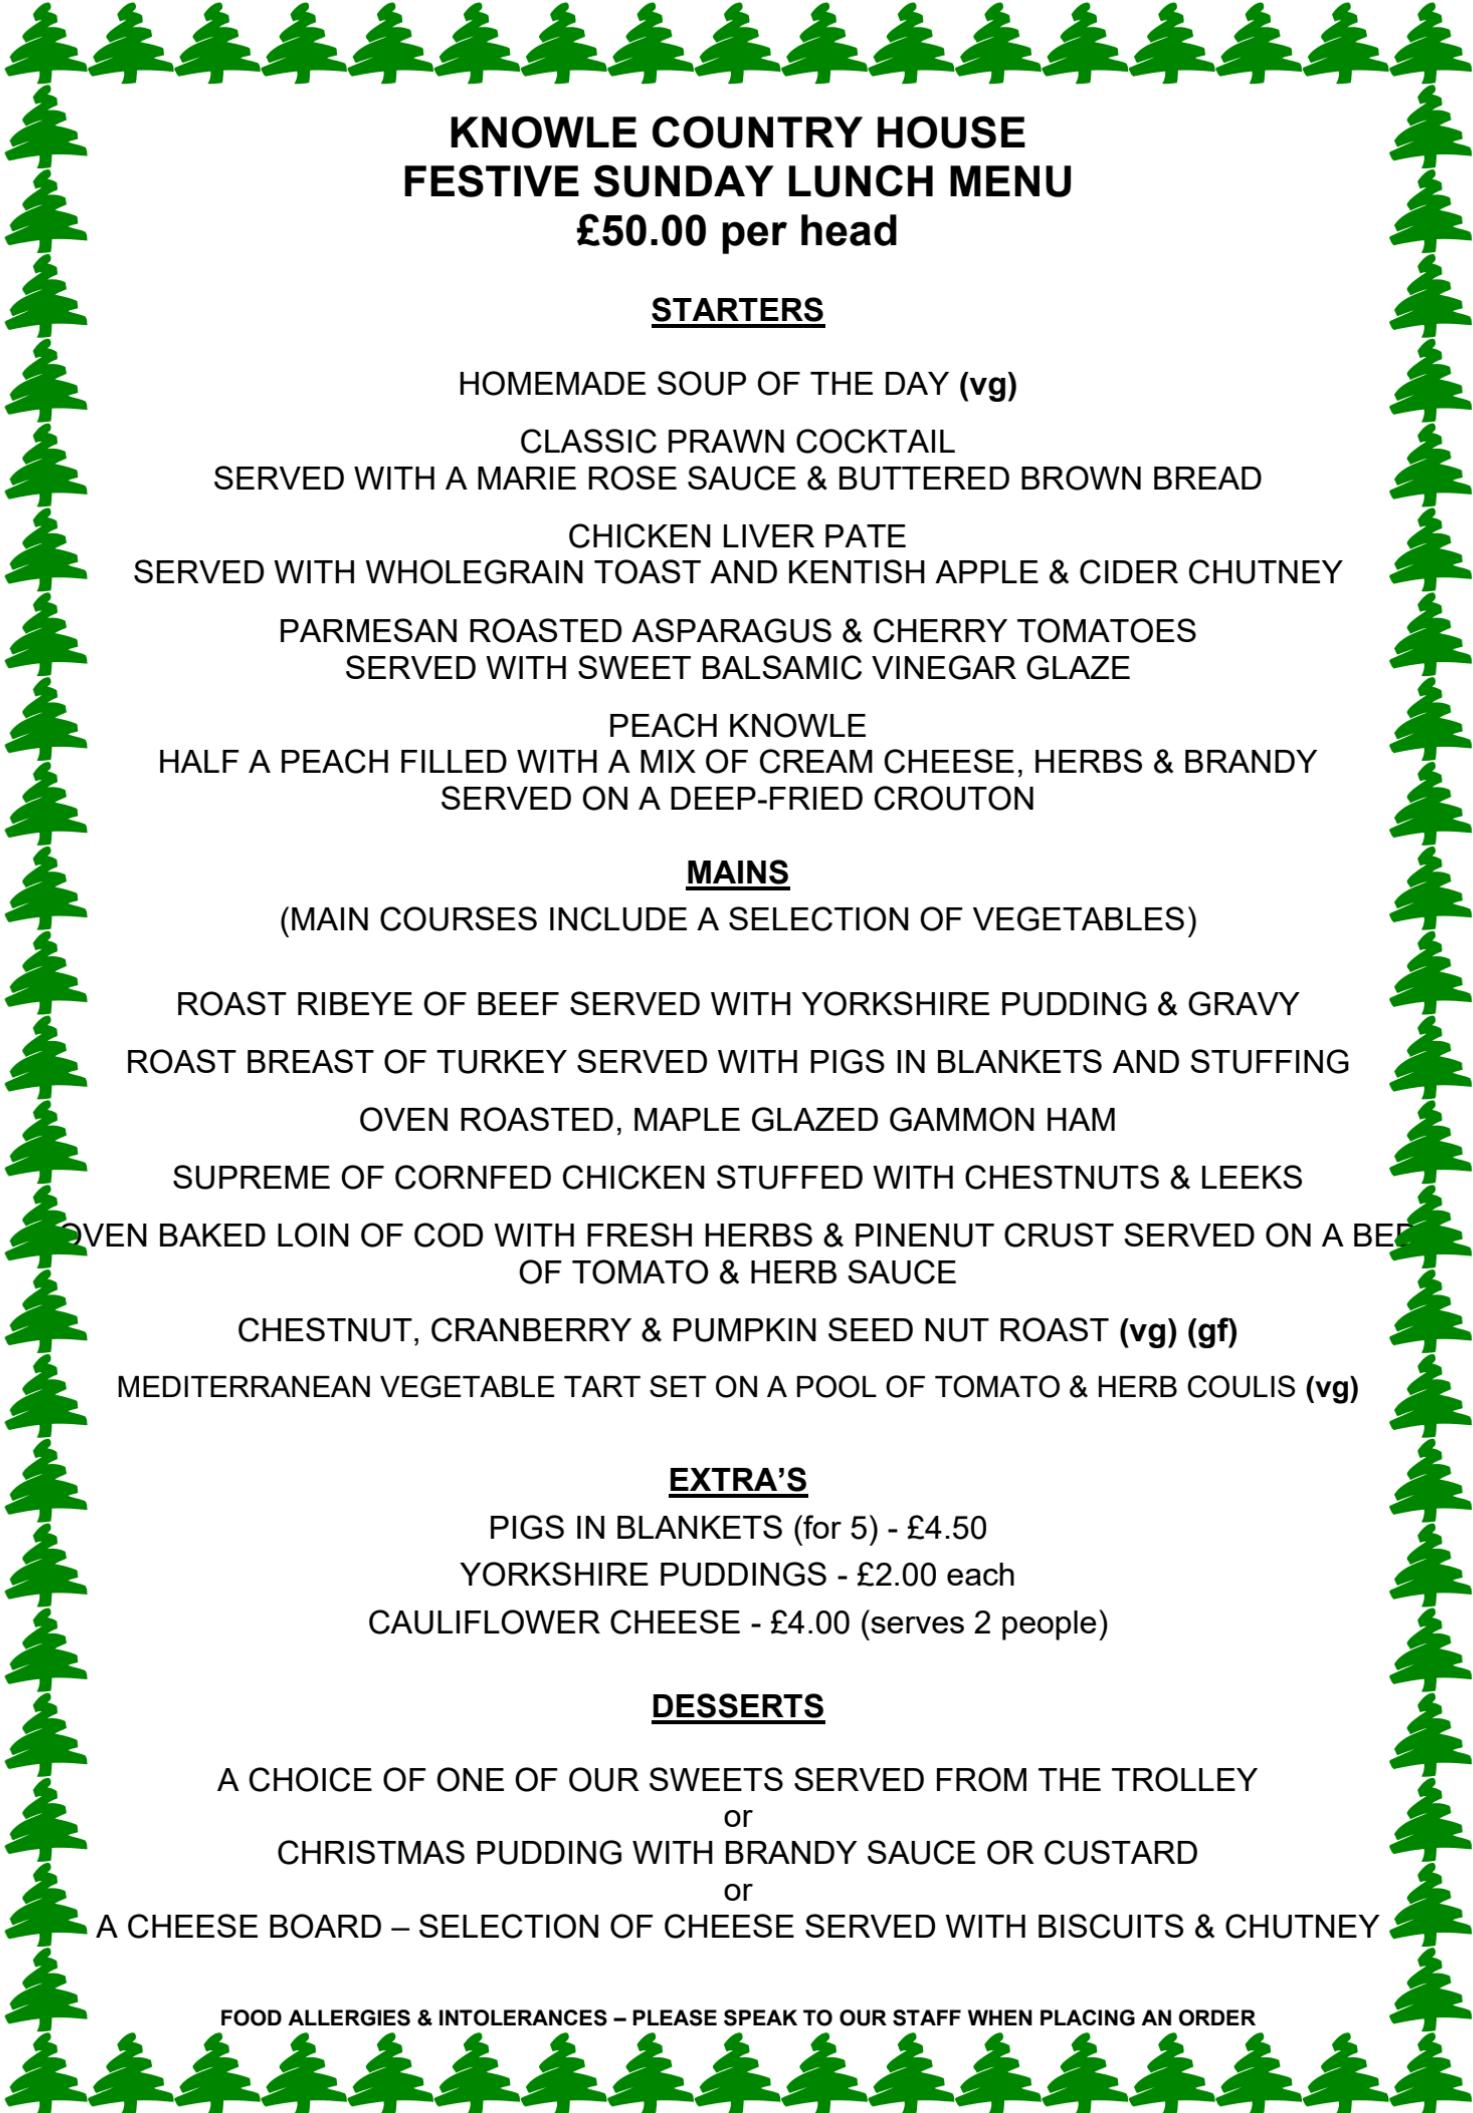 KNOWLE COUNTRY HOUSE
FESTIVE SUNDAY LUNCH MENU
£50.00 per head
STARTERS
HOMEMADE SOUP OF THE DAY (vg)
CLASSIC PRAWN COCKTAIL
SERVED WITH A MARIE ROSE SAUCE & BUTTERED BROWN BREAD
CHICKEN LIVER PATE
SERVED WITH WHOLEGRAIN TOAST AND KENTISH APPLE & CIDER CHUTNEY
PARMESAN ROASTED ASPARAGUS & CHERRY TOMATOES
SERVED WITH SWEET BALSAMIC VINEGAR GLAZE
PEACH KNOWLE
HALF A PEACH FILLED WITH A MIX OF CREAM CHEESE, HERBS & BRANDY
SERVED ON A DEEP-FRIED CROUTON
MAINS
(MAIN COURSES INCLUDE A SELECTION OF VEGETABLES)
ROAST RIBEYE OF BEEF SERVED WITH YORKSHIRE PUDDING & GRAVY
ROAST BREAST OF TURKEY SERVED WITH PIGS IN BLANKETS AND STUFFING
OVEN ROASTED, MAPLE GLAZED GAMMON HAM
SUPREME OF CORNFED CHICKEN STUFFED WITH CHESTNUTS & LEEKS
OVEN BAKED LOIN OF COD WITH FRESH HERBS & PINENUT CRUST SERVED ON A BED
OF TOMATO & HERB SAUCE
CHESTNUT, CRANBERRY & PUMPKIN SEED NUT ROAST (vg) (gf)
MEDITERRANEAN VEGETABLE TART SET ON A POOL OF TOMATO & HERB COULIS (vg)
EXTRA’S
PIGS IN BLANKETS (for 5) - £4.50
YORKSHIRE PUDDINGS - £2.00 each
CAULIFLOWER CHEESE - £4.00 (serves 2 people)
DESSERTS
A CHOICE OF ONE OF OUR SWEETS SERVED FROM THE TROLLEY
or
CHRISTMAS PUDDING WITH BRANDY SAUCE OR CUSTARD
or
A CHEESE BOARD – SELECTION OF CHEESE SERVED WITH BISCUITS & CHUTNEY
FOOD ALLERGIES & INTOLERANCES – PLEASE SPEAK TO OUR STAFF WHEN PLACING AN ORDER